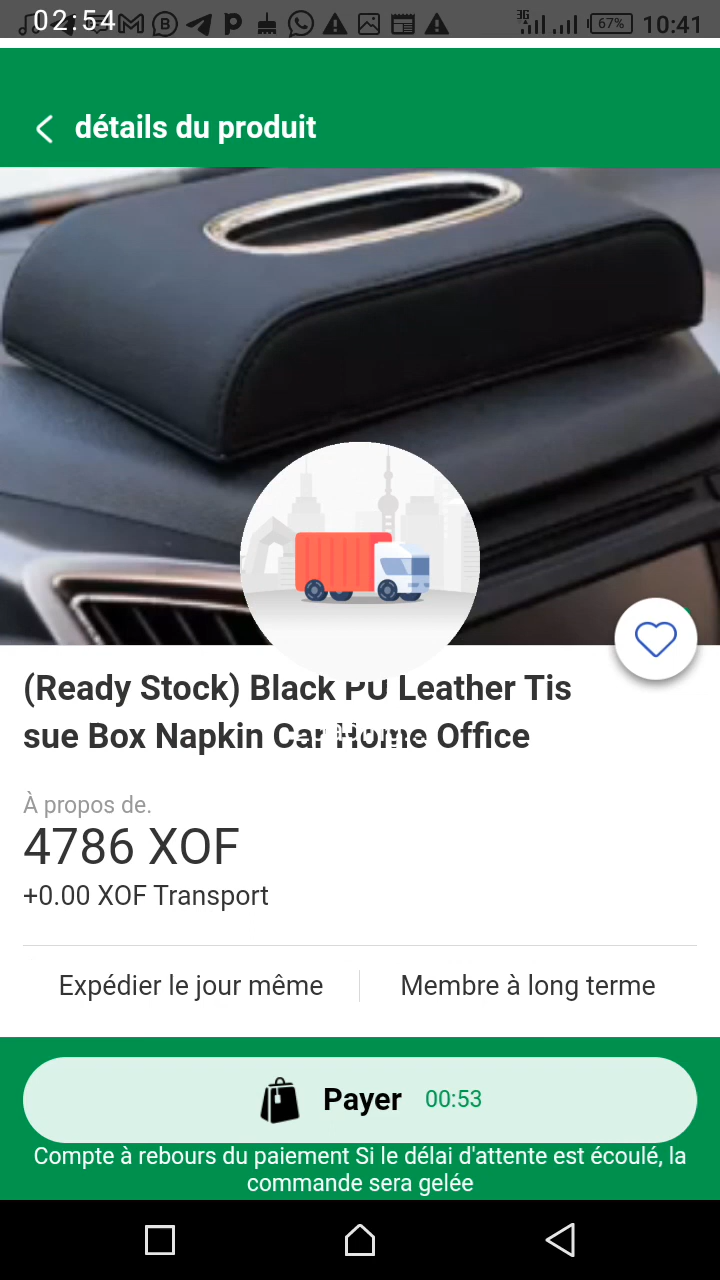 02:54
3G
67%
10:41
détails du produit
(Ready Stock) Black PU Leather Tis
sue Box Napkin Car Home Office
À propos de.
4786 XOF
+0.00 XOF Transport
Expédier le jour même
Membre à long terme
Payer 00:53
Compte à rebours du paiement Si le délai d'attente est écoulé, la
commande sera gelée